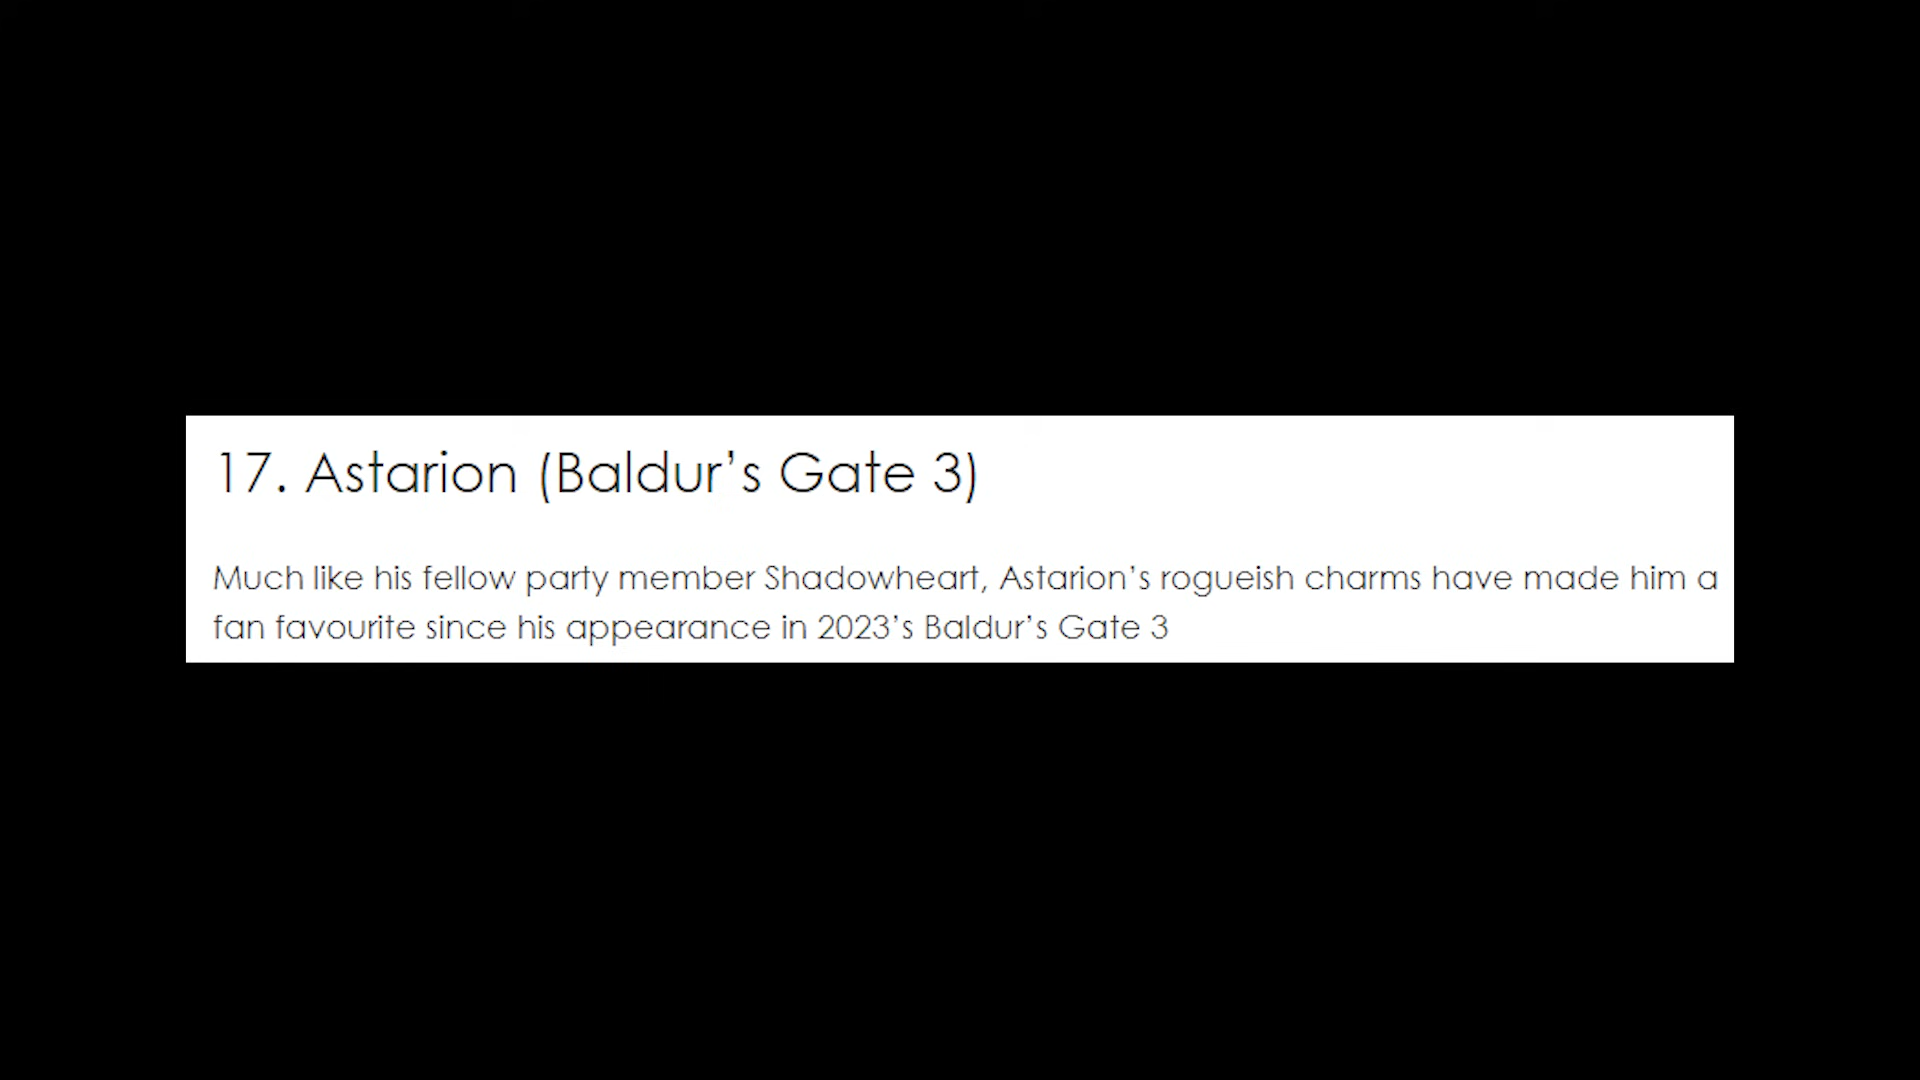 17. Astarion (Baldur’s Gate 3)
Much like his fellow party member Shadowheart, Astarion’s rogueish charms have made him a
fan favourite since his appearance in 2023’s Baldur’s Gate 3